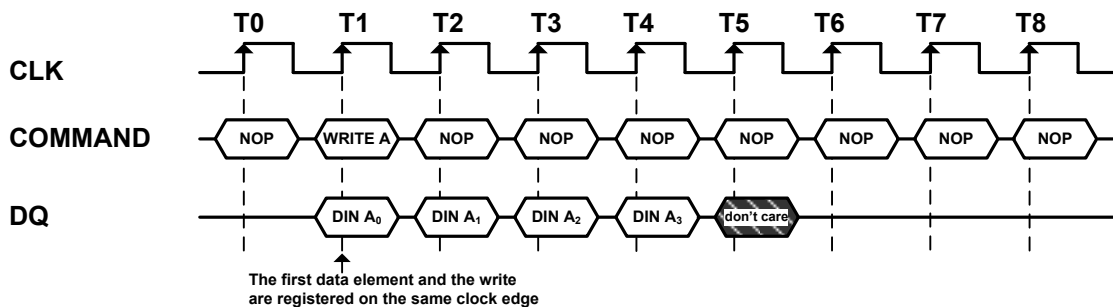 T0 T1 T2 T3 T4 T5 T6 T7 T8
CLK
COMMAND NOP WRITE A NOP NOP NOP NOP NOP NOP NOP
DQ DIN A0 DIN A1 DIN A2 DIN A3 don't care
The first data element and the write
are registered on the same clock edge